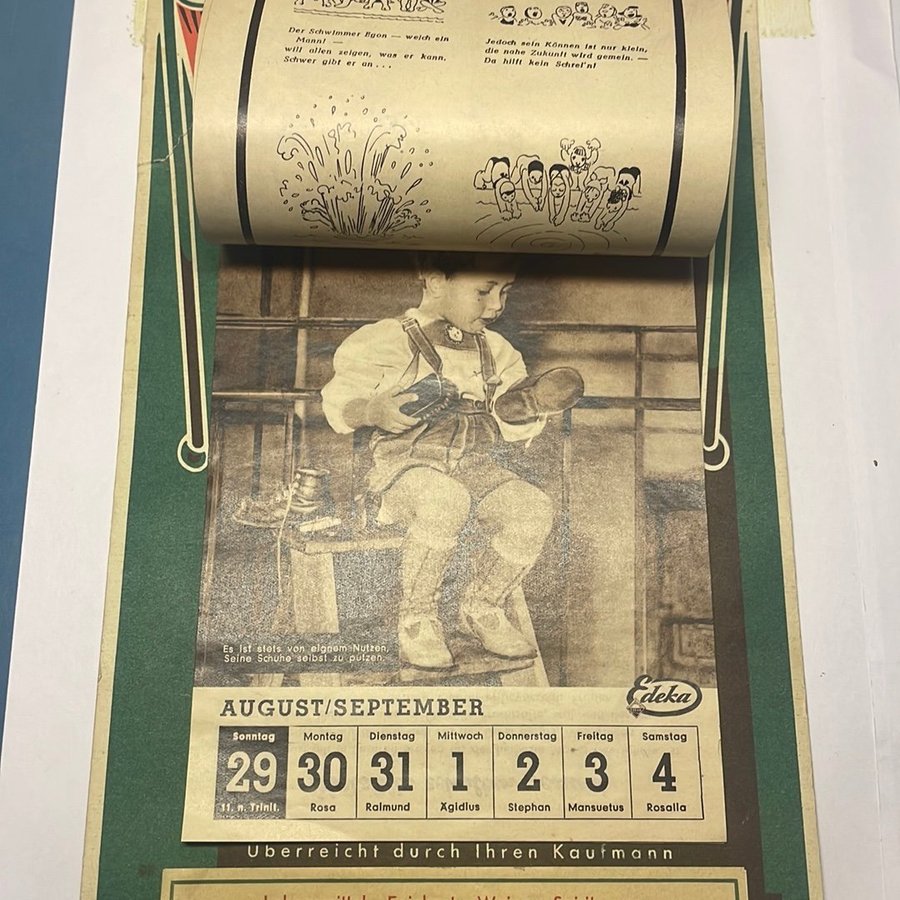 Der Schwimmer Egon — welch ein
Mann! —
will allen zeigen, was er kann.
Schwer gibt er an . . .
Jedoch sein Können ist nur klein,
die nahe Zukunft wird gemein. —
Da hilft kein Schrei'n!
Es ist stets von eignem Nutzen,
Seine Schuhe selbst zu putzen.
AUGUST/SEPTEMBER
Edeka
Sonntag Montag Dienstag Mittwoch Donnerstag Freitag Samstag
29 30 31 1 2 3 4
11. n. Trinit. Rosa Raimund Ägidius Stephan Mansuetus Rosalia
Überreicht durch Ihren Kaufmann